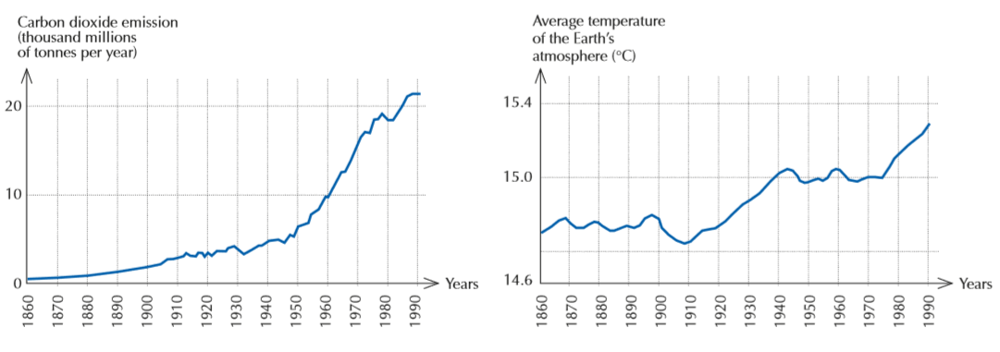 Carbon dioxide emission
(thousand millions
of tonnes per year)
20
10
0
Years
1860 1870 1880 1890 1900 1910 1920 1930 1940 1950 1960 1970 1980 1990
Average temperature
of the Earth's
atmosphere (°C)
15.4
15.0
14.6
Years
1860 1870 1880 1890 1900 1910 1920 1930 1940 1950 1960 1970 1980 1990